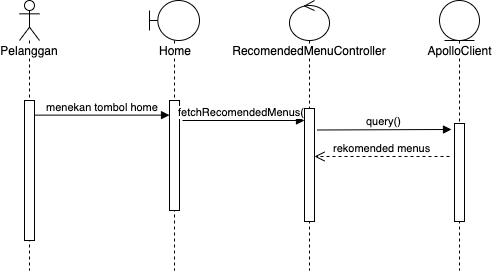 Pelanggan
Home
RecomendedMenuController
ApolloClient
menekan tombol home
fetchRecomendedMenus(
query()
rekomended menus